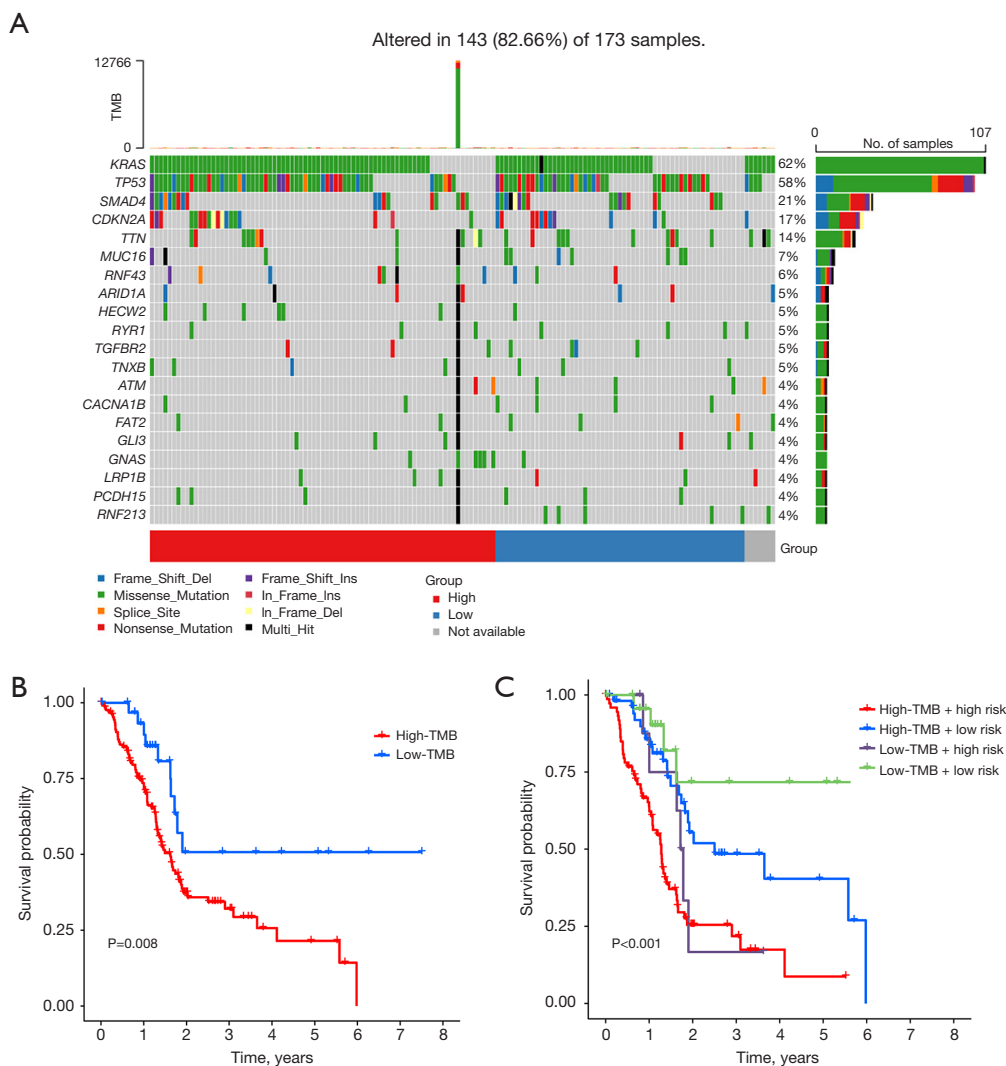 A
Altered in 143 (82.66%) of 173 samples.
12766
TMB
0
0 107
No. of samples
KRAS 62%
TP53 58%
SMAD4 21%
CDKN2A 17%
TTN 14%
MUC16 7%
RNF43 6%
ARID1A 5%
HECW2 5%
RYR1 5%
TGFBR2 5%
TNXB 5%
ATM 4%
CACNA1B 4%
FAT2 4%
GLI3 4%
GNAS 4%
LRP1B 4%
PCDH15 4%
RNF213 4%
Group
Frame_Shift_Del
Missense_Mutation
Splice_Site
Nonsense_Mutation
Frame_Shift_Ins
In_Frame_Ins
In_Frame_Del
Multi_Hit
Group
High
Low
Not available
B
1.00
0.75
0.50
0.25
0.00
Survival probability
High-TMB
Low-TMB
P=0.008
0 1 2 3 4 5 6 7 8
Time, years
C
1.00
0.75
0.50
0.25
0.00
Survival probability
High-TMB + high risk
High-TMB + low risk
Low-TMB + high risk
Low-TMB + low risk
P<0.001
0 1 2 3 4 5 6 7 8
Time, years